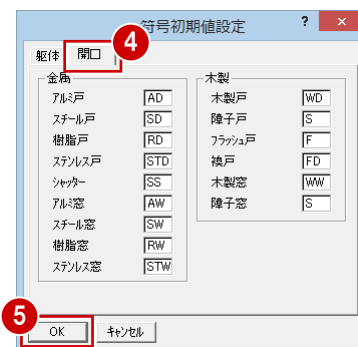 符号初期値設定 ? ×
4
躯体 開口
金属
アルミ戸 AD
スチール戸 SD
樹脂戸 RD
ステンレス戸 STD
シャッター SS
アルミ窓 AW
スチール窓 SW
樹脂窓 RW
ステンレス窓 STW
木製
木製戸 WD
障子戸 S
フラッシュ戸 F
襖戸 FD
木製窓 WW
障子窓 S
5
OK キャンセル